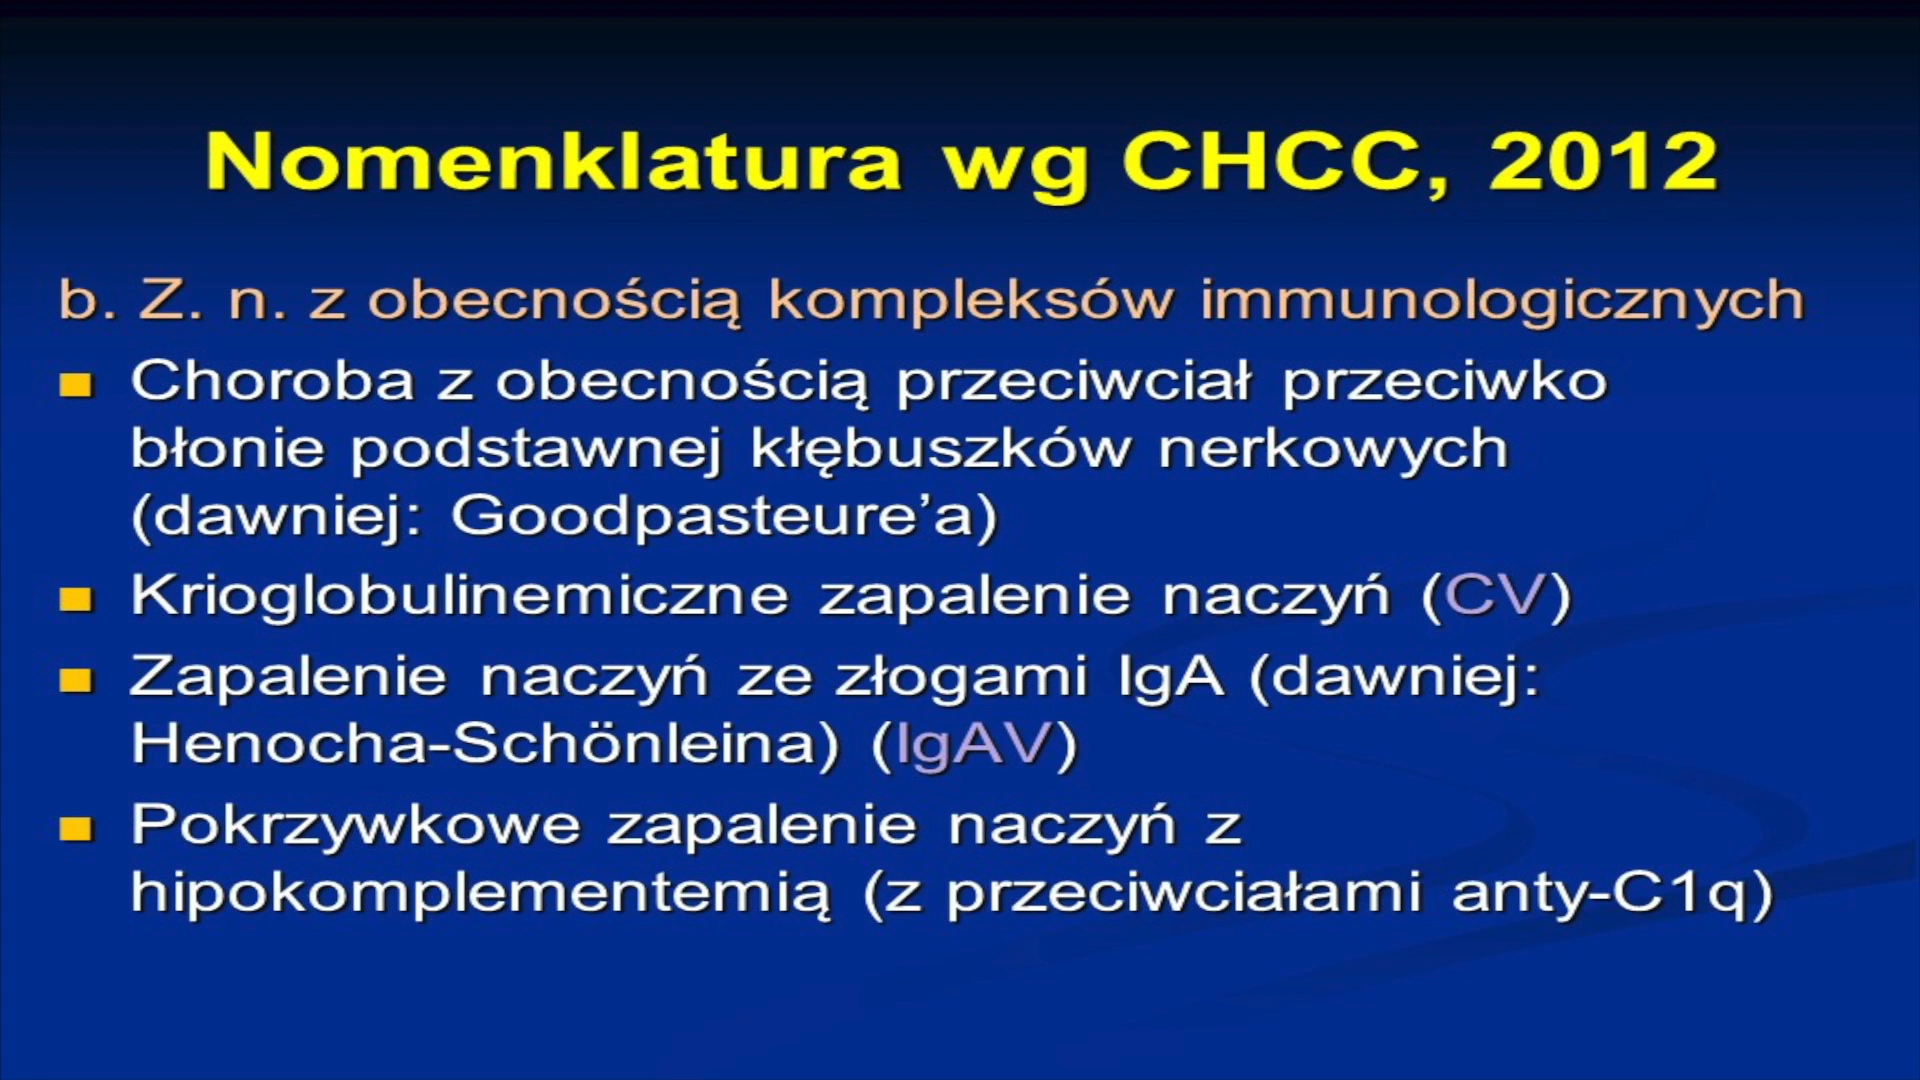 Nomenklatura wg CHCC, 2012
b. Z. n. z obecnością kompleksów immunologicznych
Choroba z obecnością przeciwciał przeciwko
błonie podstawnej kłębuszków nerkowych
(dawniej: Goodpasteure’a)
Krioglobulinemiczne zapalenie naczyń (CV)
Zapalenie naczyń ze złogami IgA (dawniej:
Henocha-Schönleina) (IgAV)
Pokrzywkowe zapalenie naczyń z
hipokomplementemią (z przeciwciałami anty-C1q)